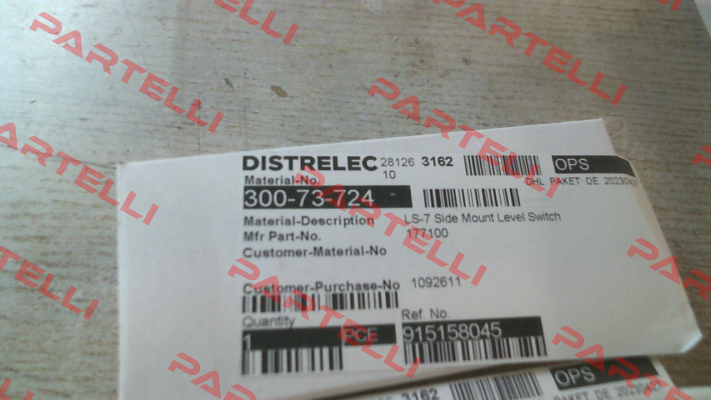 DISTRELEC 28126 3162 OPS
10
DHL PAKET DE 2023040
Material-No.
300-73-724
Material-Description LS-7 Side Mount Level Switch
Mfr Part-No. 177100
Customer-Material-No
Customer-Purchase-No 1092611
Quantity Ref. No.
1 PCE 915158045
3162 OPS
PARTELLI
PARTELLI
PARTELLI
PARTELLI
PARTELLI
PARTELLI
PARTELLI